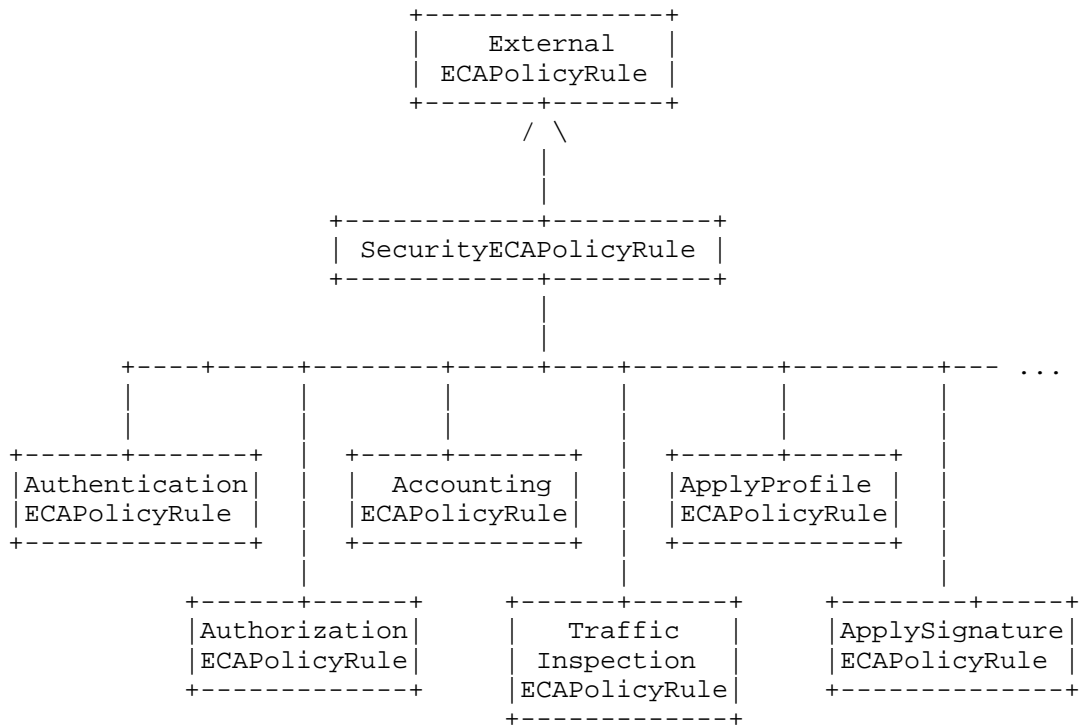 External
ECAPolicyRule
SecurityECAPolicyRule
...
Authentication
ECAPolicyRule
Accounting
ECAPolicyRule
ApplyProfile
ECAPolicyRule
Authorization
ECAPolicyRule
Traffic
Inspection
ECAPolicyRule
ApplySignature
ECAPolicyRule